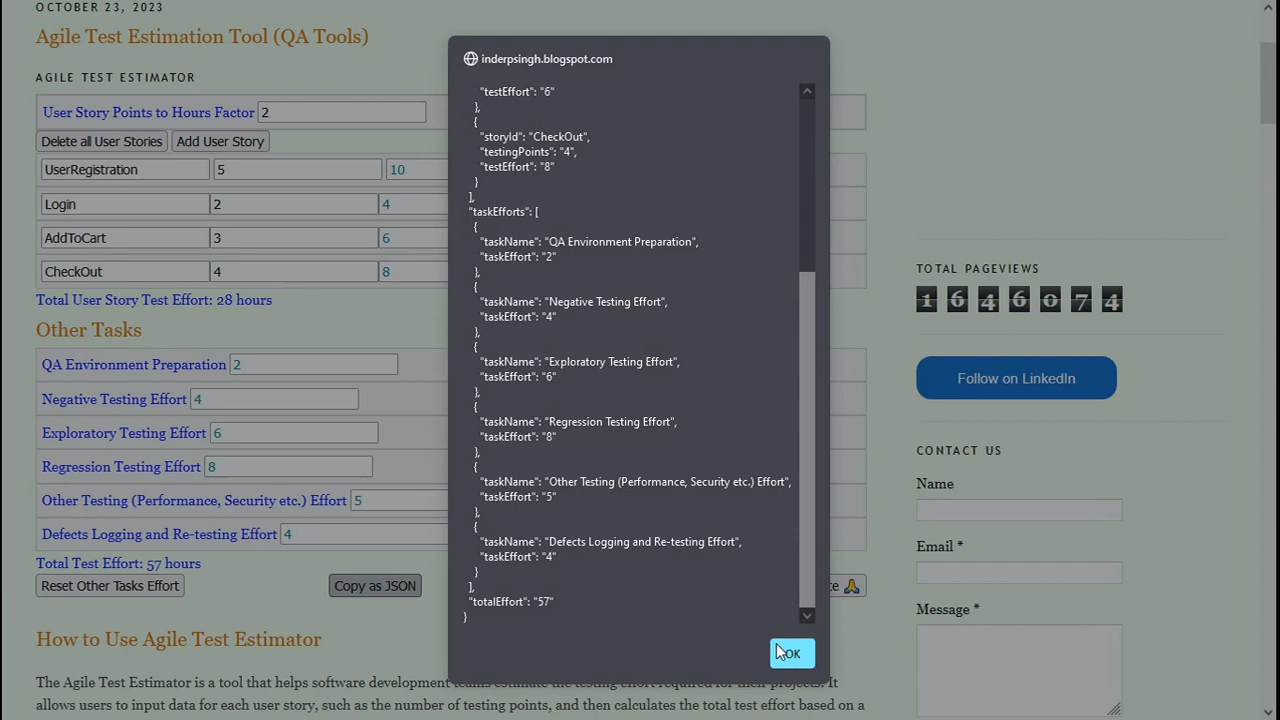 OCTOBER 23, 2023
Agile Test Estimation Tool (QA Tools)
AGILE TEST ESTIMATOR
User Story Points to Hours Factor 2
Delete all User Stories Add User Story
UserRegistration 5 10
Login 2 4
AddToCart 3 6
CheckOut 4 8
Total User Story Test Effort: 28 hours
Other Tasks
QA Environment Preparation 2
Negative Testing Effort 4
Exploratory Testing Effort 6
Regression Testing Effort 8
Other Testing (Performance, Security etc.) Effort 5
Defects Logging and Re-testing Effort 4
Total Test Effort: 57 hours
Reset Other Tasks Effort Copy as JSON
How to Use Agile Test Estimator
The Agile Test Estimator is a tool that helps software development teams estimate the testing effort required for their projects. It
allows users to input data for each user story, such as the number of testing points, and then calculates the total test effort based on a
inderpsingh.blogspot.com
"testEffort": "6"
},
{
"storyId": "CheckOut",
"testingPoints": "4",
"testEffort": "8"
}
],
"taskEfforts": [
{
"taskName": "QA Environment Preparation",
"taskEffort": "2"
},
{
"taskName": "Negative Testing Effort",
"taskEffort": "4"
},
{
"taskName": "Exploratory Testing Effort",
"taskEffort": "6"
},
{
"taskName": "Regression Testing Effort",
"taskEffort": "8"
},
{
"taskName": "Other Testing (Performance, Security etc.) Effort",
"taskEffort": "5"
},
{
"taskName": "Defects Logging and Re-testing Effort",
"taskEffort": "4"
}
],
"totalEffort": "57"
}
OK
TOTAL PAGEVIEWS
1646074
Follow on LinkedIn
CONTACT US
Name
Email *
Message *